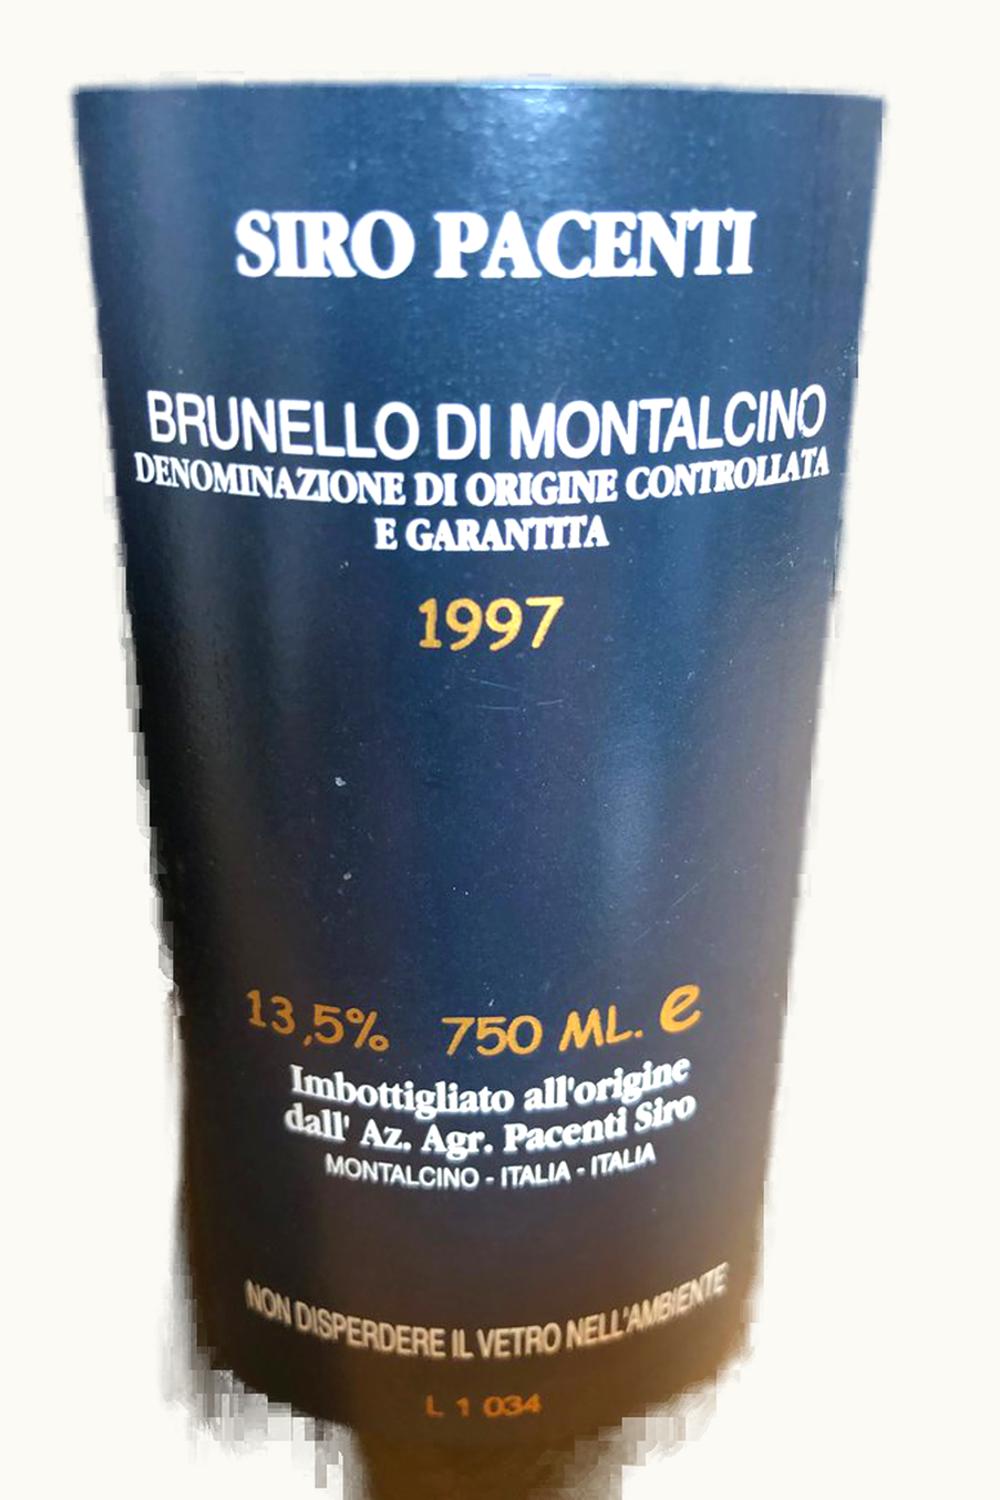 SIRO PACENTI
BRUNELLO DI MONTALCINO
DENOMINAZIONE DI ORIGINE CONTROLLATA
E GARANTITA
1997
13,5% 750 ML. e
Imbottigliato all'origine
dall' Az. Agr. Pacenti Siro
MONTALCINO - ITALIA - ITALIA
NON DISPERDERE IL VETRO NELL'AMBIENTE
L 1 034